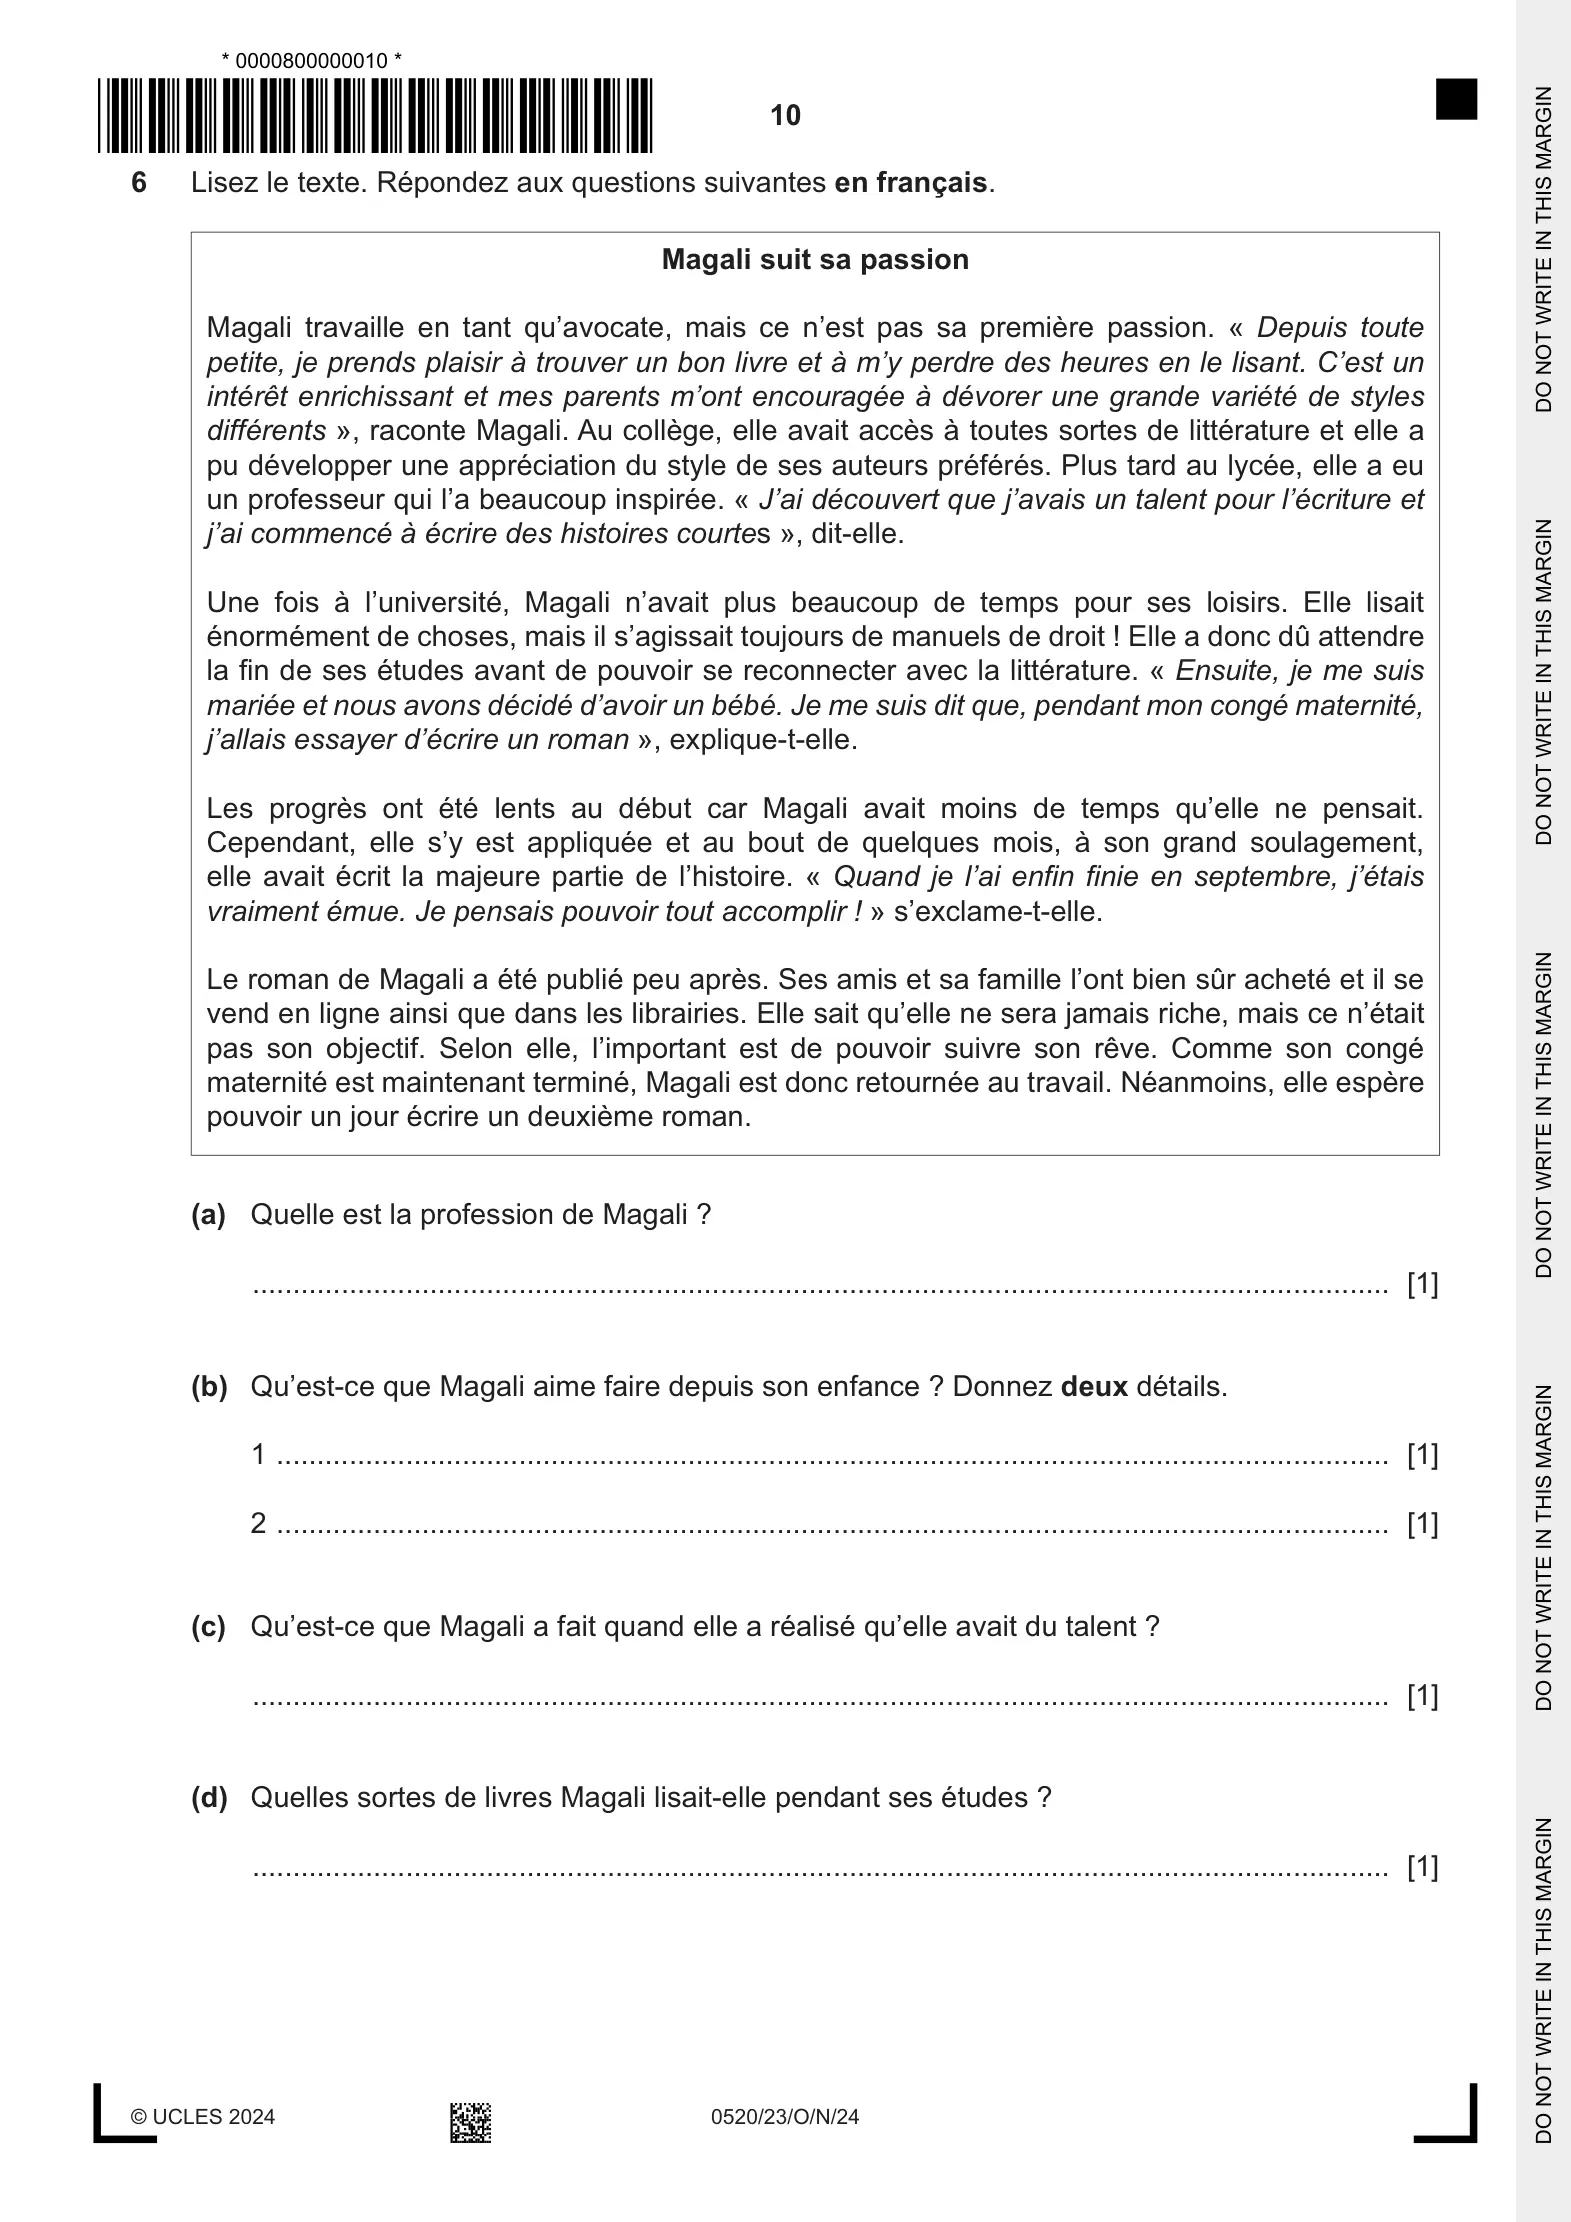 * 0000800000010 *
10
6 Lisez le texte. Répondez aux questions suivantes en français.
Magali suit sa passion
Magali travaille en tant qu’avocate, mais ce n’est pas sa première passion. « Depuis toute
petite, je prends plaisir à trouver un bon livre et à m’y perdre des heures en le lisant. C’est un
intérêt enrichissant et mes parents m’ont encouragée à dévorer une grande variété de styles
différents », raconte Magali. Au collège, elle avait accès à toutes sortes de littérature et elle a
pu développer une appréciation du style de ses auteurs préférés. Plus tard au lycée, elle a eu
un professeur qui l’a beaucoup inspirée. « J’ai découvert que j’avais un talent pour l’écriture et
j’ai commencé à écrire des histoires courtes », dit-elle.
Une fois à l’université, Magali n’avait plus beaucoup de temps pour ses loisirs. Elle lisait
énormément de choses, mais il s’agissait toujours de manuels de droit ! Elle a donc dû attendre
la fin de ses études avant de pouvoir se reconnecter avec la littérature. « Ensuite, je me suis
mariée et nous avons décidé d’avoir un bébé. Je me suis dit que, pendant mon congé maternité,
j’allais essayer d’écrire un roman », explique-t-elle.
Les progrès ont été lents au début car Magali avait moins de temps qu’elle ne pensait.
Cependant, elle s’y est appliquée et au bout de quelques mois, à son grand soulagement,
elle avait écrit la majeure partie de l’histoire. « Quand je l’ai enfin finie en septembre, j’étais
vraiment émue. Je pensais pouvoir tout accomplir ! » s’exclame-t-elle.
Le roman de Magali a été publié peu après. Ses amis et sa famille l’ont bien sûr acheté et il se
vend en ligne ainsi que dans les librairies. Elle sait qu’elle ne sera jamais riche, mais ce n’était
pas son objectif. Selon elle, l’important est de pouvoir suivre son rêve. Comme son congé
maternité est maintenant terminé, Magali est donc retournée au travail. Néanmoins, elle espère
pouvoir un jour écrire un deuxième roman.
(a) Quelle est la profession de Magali ?
[1]
(b) Qu’est-ce que Magali aime faire depuis son enfance ? Donnez deux détails.
1 [1]
2 [1]
(c) Qu’est-ce que Magali a fait quand elle a réalisé qu’elle avait du talent ?
[1]
(d) Quelles sortes de livres Magali lisait-elle pendant ses études ?
[1]
© UCLES 2024
0520/23/O/N/24
DO NOT WRITE IN THIS MARGIN
DO NOT WRITE IN THIS MARGIN
DO NOT WRITE IN THIS MARGIN
DO NOT WRITE IN THIS MARGIN
DO NOT WRITE IN THIS MARGIN